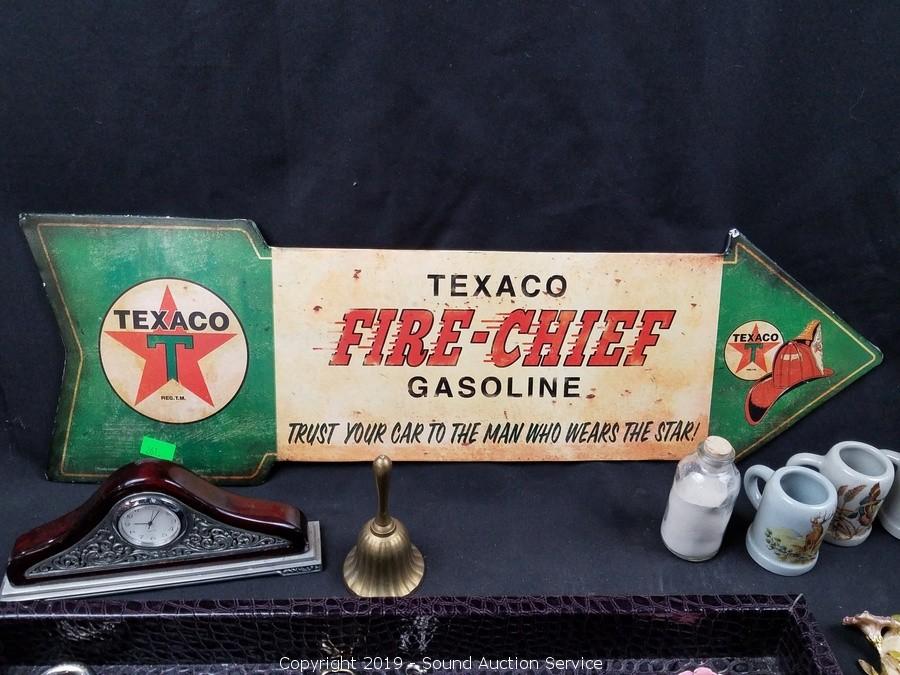 TEXACO
T
REG. T.M.
TEXACO
FIRE-CHIEF
GASOLINE
TRUST YOUR CAR TO THE MAN WHO WEARS THE STAR!
TEXACO
T
Copyright 2019 - Sound Auction Service